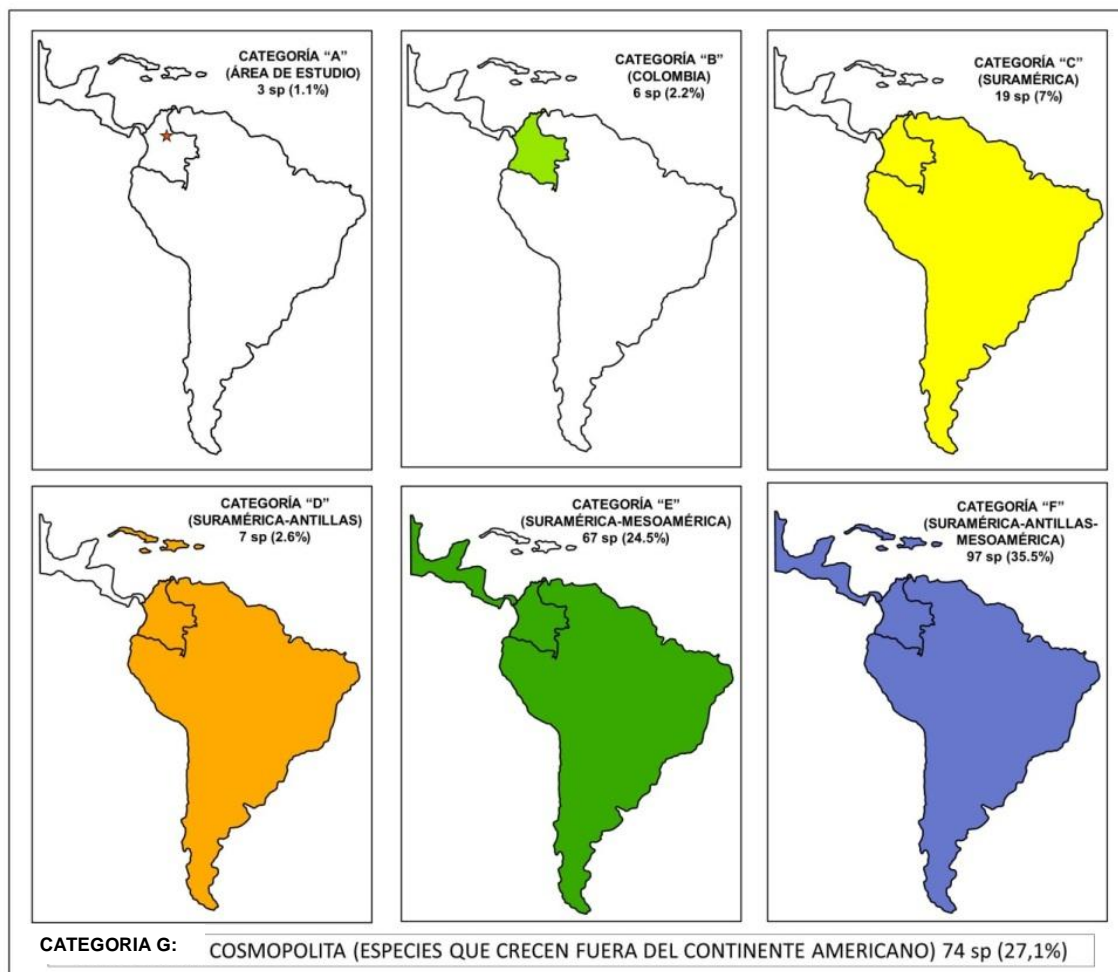 CATEGORÍA “A”
(ÁREA DE ESTUDIO)
3 sp (1.1%)
CATEGORÍA “B”
(COLOMBIA)
6 sp (2.2%)
CATEGORÍA “C”
(SURAMÉRICA)
19 sp (7%)
CATEGORÍA “D”
(SURAMÉRICA-ANTILLAS)
7 sp (2.6%)
CATEGORÍA “E”
(SURAMÉRICA-MESOAMÉRICA)
67 sp (24.5%)
CATEGORÍA “F”
(SURAMÉRICA-ANTILLAS-
MESOAMÉRICA)
97 sp (35.5%)
CATEGORIA G: COSMOPOLITA (ESPECIES QUE CRECEN FUERA DEL CONTINENTE AMERICANO) 74 sp (27,1%)